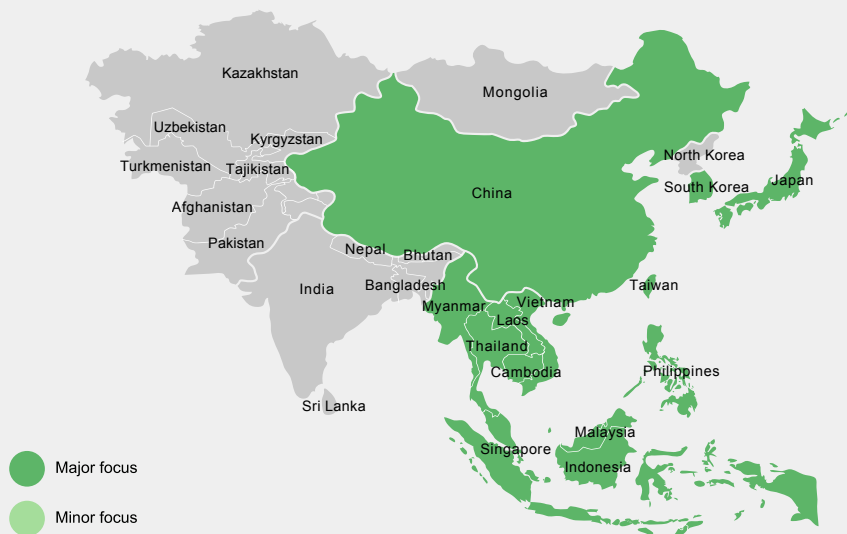 Kazakhstan
Mongolia
Uzbekistan
Kyrgyzstan
North Korea
Turkmenistan
Tajikistan
South Korea
Japan
China
Afghanistan
Pakistan
Nepal
Bhutan
India
Bangladesh
Taiwan
Myanmar
Vietnam
Laos
Thailand
Cambodia
Philippines
Sri Lanka
Malaysia
Singapore
Indonesia
Major focus
Minor focus